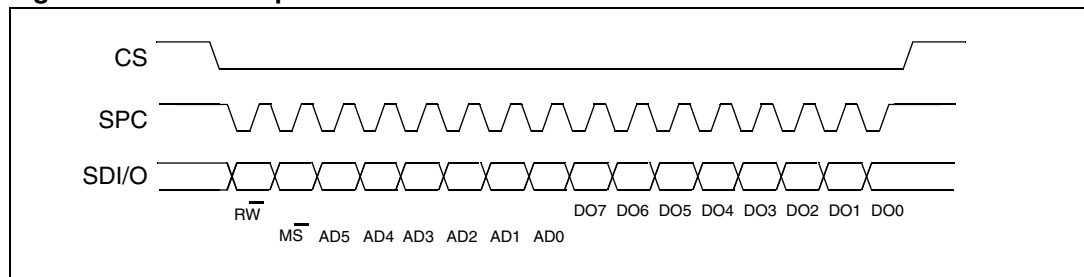 CS
SPC
SDI/O
RW̅
DO7 DO6 DO5 DO4 DO3 DO2 DO1 DO0
MS̅ AD5 AD4 AD3 AD2 AD1 AD0